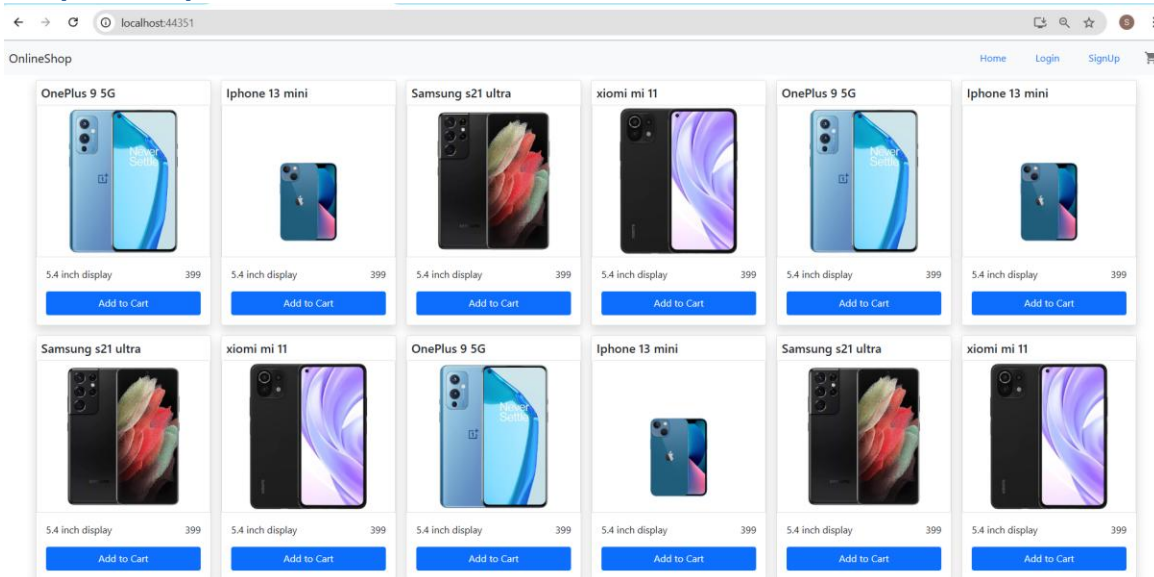 localhost:44351
S
OnlineShop Home Login SignUp
OnePlus 9 5G Iphone 13 mini Samsung s21 ultra xiomi mi 11 OnePlus 9 5G Iphone 13 mini
Never Never
Settle Settle
5.4 inch display 399 5.4 inch display 399 5.4 inch display 399 5.4 inch display 399 5.4 inch display 399 5.4 inch display 399
Add to Cart Add to Cart Add to Cart Add to Cart Add to Cart Add to Cart
Samsung s21 ultra xiomi mi 11 OnePlus 9 5G Iphone 13 mini Samsung s21 ultra xiomi mi 11
Never
Settle
5.4 inch display 399 5.4 inch display 399 5.4 inch display 399 5.4 inch display 399 5.4 inch display 399 5.4 inch display 399
Add to Cart Add to Cart Add to Cart Add to Cart Add to Cart Add to Cart